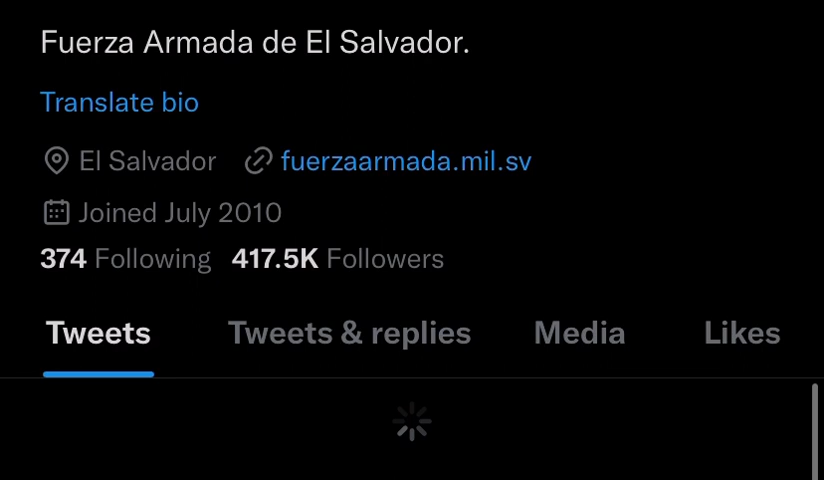 Fuerza Armada de El Salvador.
Translate bio
El Salvador fuerzaarmada.mil.sv
Joined July 2010
374 Following 417.5K Followers
Tweets Tweets & replies Media Likes